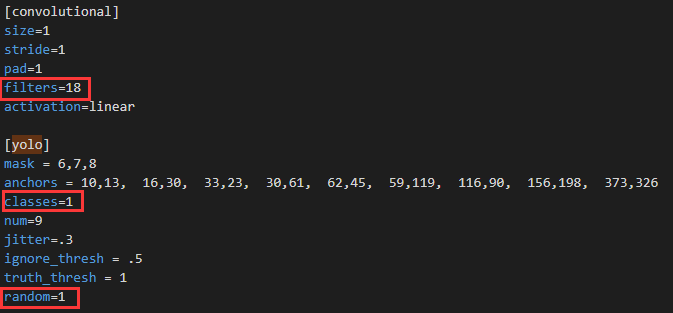 [convolutional]
size=1
stride=1
pad=1
filters=18
activation=linear

[yolo]
mask = 6,7,8
anchors = 10,13,  16,30,  33,23,  30,61,  62,45,  59,119,  116,90,  156,198,  373,326
classes=1
num=9
jitter=.3
ignore_thresh = .5
truth_thresh = 1
random=1